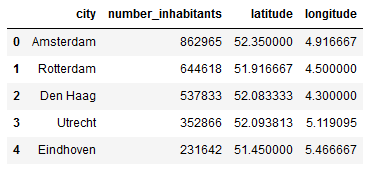 city number_inhabitants latitude longitude
0 Amsterdam 862965 52.350000 4.916667
1 Rotterdam 644618 51.916667 4.500000
2 Den Haag 537833 52.083333 4.300000
3 Utrecht 352866 52.093813 5.119095
4 Eindhoven 231642 51.450000 5.466667